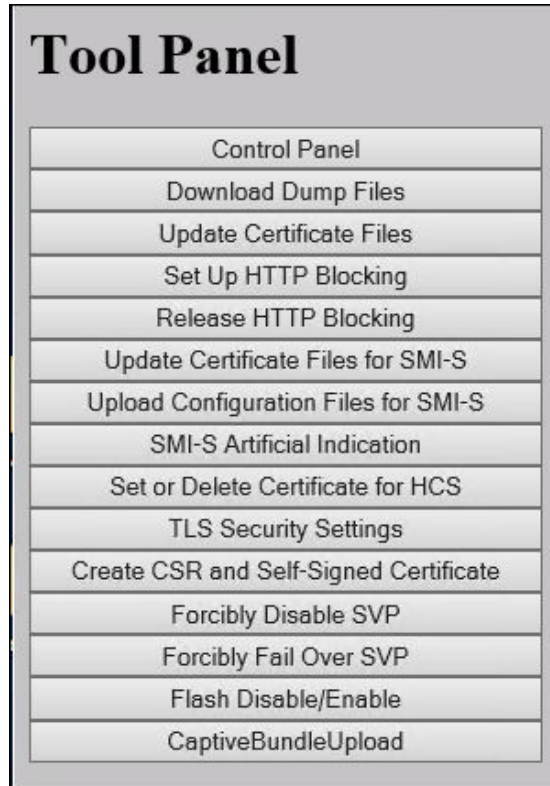 Tool Panel
Control Panel
Download Dump Files
Update Certificate Files
Set Up HTTP Blocking
Release HTTP Blocking
Update Certificate Files for SMI-S
Upload Configuration Files for SMI-S
SMI-S Artificial Indication
Set or Delete Certificate for HCS
TLS Security Settings
Create CSR and Self-Signed Certificate
Forcibly Disable SVP
Forcibly Fail Over SVP
Flash Disable/Enable
CaptiveBundleUpload